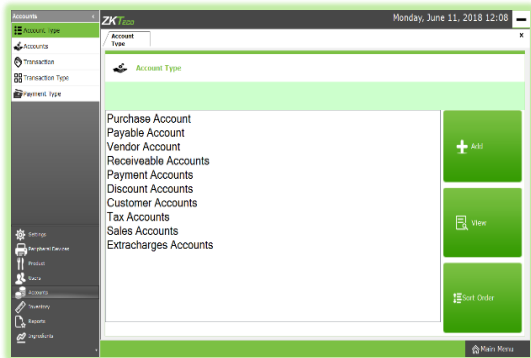 Accounts
ZKTeco
Monday, June 11, 2018 12:08
Account Type
Accounts
Transaction
Transaction Type
Payment Type
Account
Type
x
Account Type
Purchase Account
Payable Account
Vendor Account
Receiveable Accounts
Payment Accounts
Discount Accounts
Customer Accounts
Tax Accounts
Sales Accounts
Extracharges Accounts
Add
View
Sort Order
Settings
Peripheral Devices
Product
Users
Accounts
Inventory
Reports
Ingredients
Main Menu